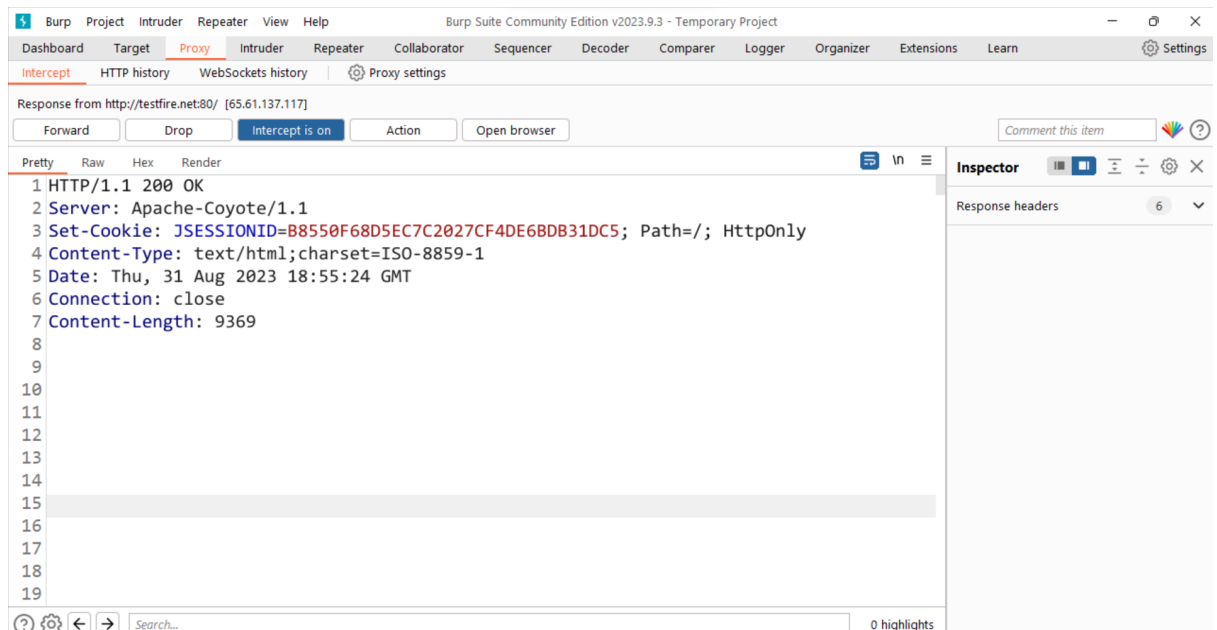 Burp Project Intruder Repeater View Help Burp Suite Community Edition v2023.9.3 - Temporary Project
Dashboard Target Proxy Intruder Repeater Collaborator Sequencer Decoder Comparer Logger Organizer Extensions Learn Settings
Intercept HTTP history WebSockets history Proxy settings
Response from http://testfire.net:80/ [65.61.137.117]
Forward Drop Intercept is on Action Open browser Comment this item ?
Pretty Raw Hex Render \n Inspector
1 HTTP/1.1 200 OK
2 Server: Apache-Coyote/1.1
Response headers 6
3 Set-Cookie: JSESSIONID=B8550F68D5EC7C2027CF4DE6BDB31DC5; Path=/; HttpOnly
4 Content-Type: text/html;charset=ISO-8859-1
5 Date: Thu, 31 Aug 2023 18:55:24 GMT
6 Connection: close
7 Content-Length: 9369
8
9
10
11
12
13
14
15
16
17
18
19
? Search... 0 highlights